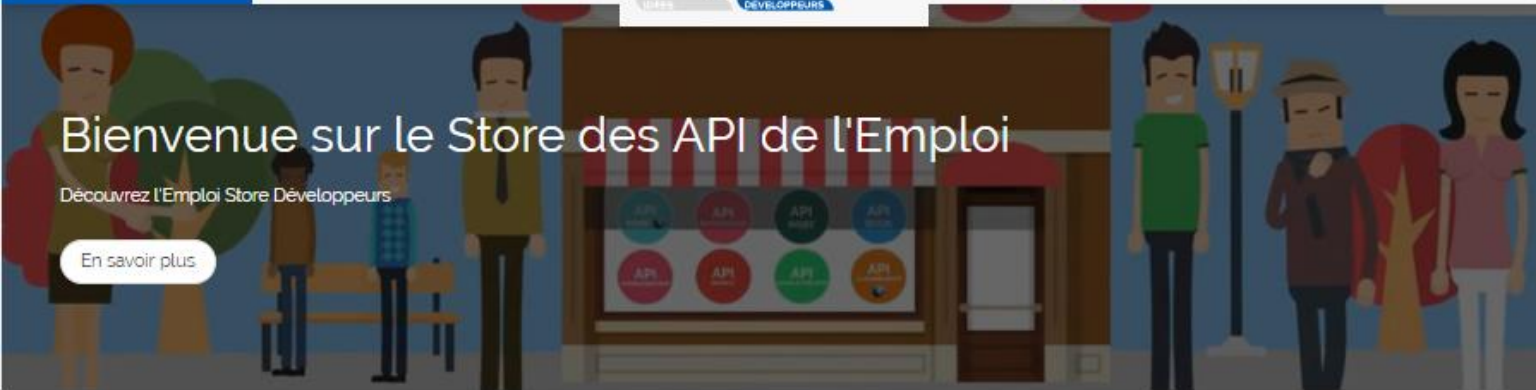 DÉVELOPPEURS
Bienvenue sur le Store des API de l'Emploi
Découvrez l'Emploi Store Développeurs
En savoir plus
API
API
API
API
API
API
API
API